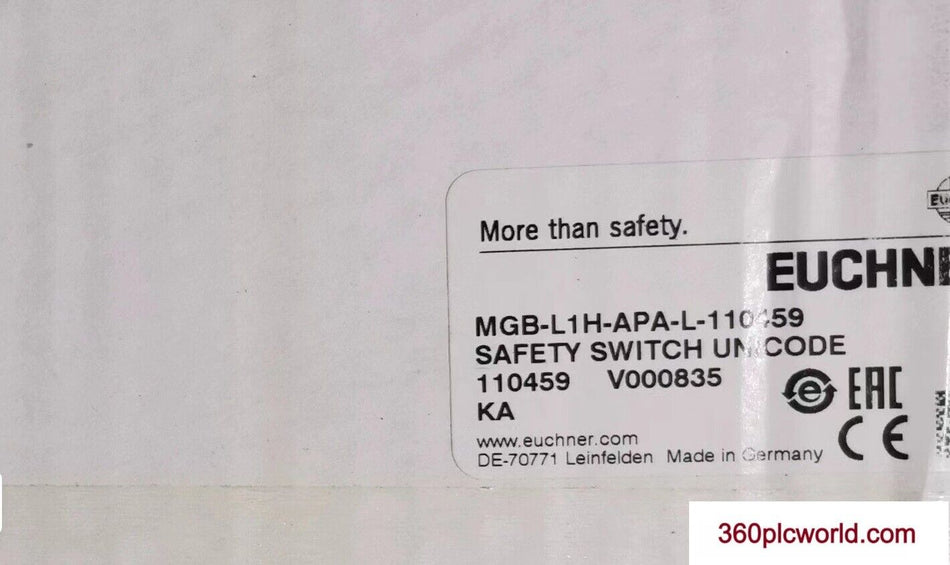 More than safety.
EUCHNE
MGB-L1H-APA-L-110459
SAFETY SWITCH UNICODE
110459 V000835
KA
EAC
CE
www.euchner.com
DE-70771 Leinfelden Made in Germany
360plcworld.com